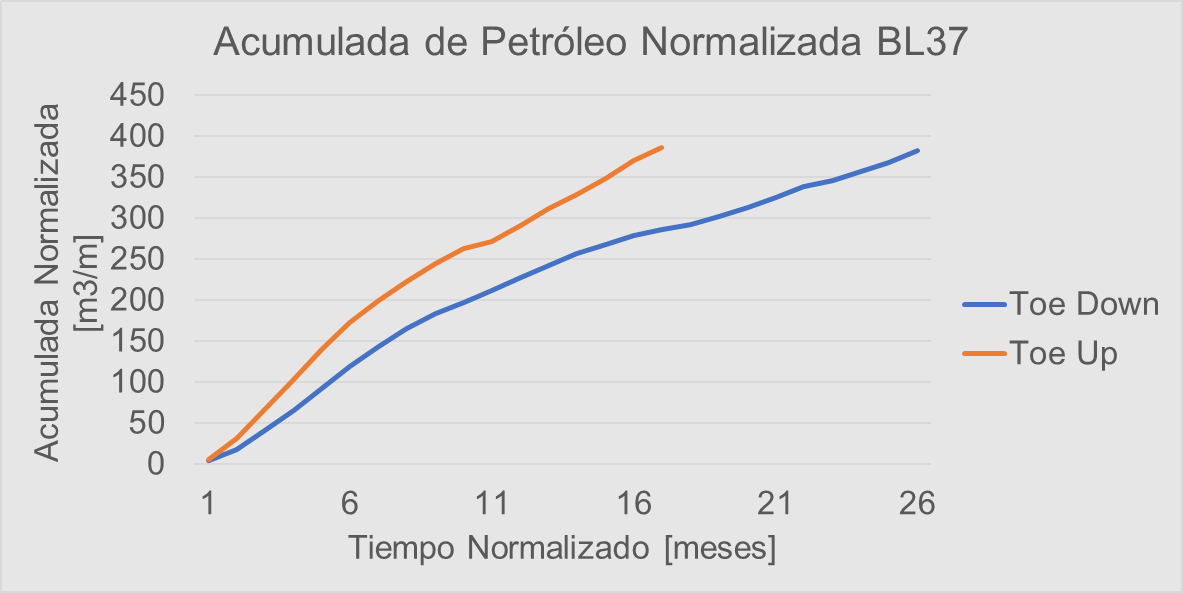 Acumulada de Petróleo Normalizada BL37
Acumulada Normalizada
[m3/m]
450
400
350
300
250
200
150
100
50
0
1 6 11 16 21 26
Tiempo Normalizado [meses]
Toe Down
Toe Up